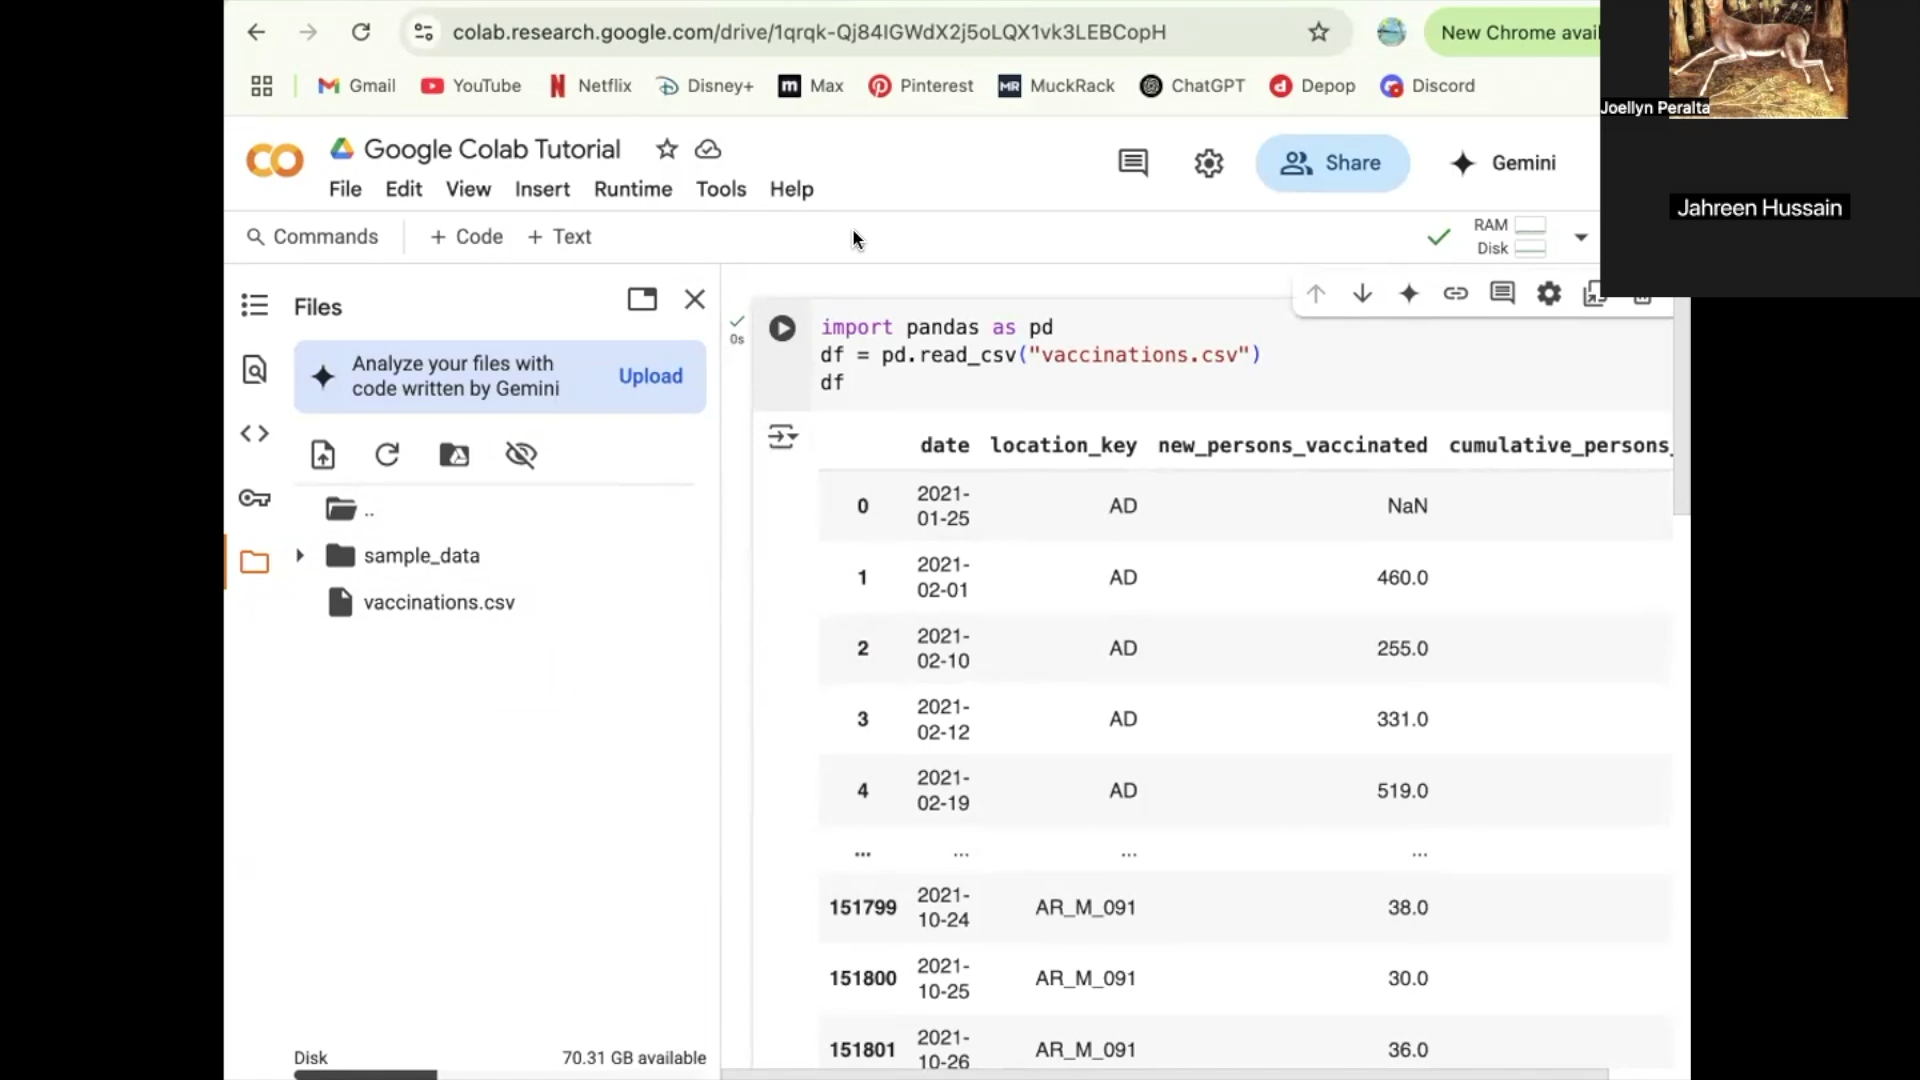 colab.research.google.com/drive/1qrqk-Qj84IGWdX2j5oLQX1vk3LEBCopH
New Chrome avail
Gmail
YouTube
Netflix
Disney+
m Max
Pinterest
MR MuckRack
ChatGPT
d Depop
Discord
Joellyn Peralta
Jahreen Hussain
CO
Google Colab Tutorial
File Edit View Insert Runtime Tools Help
Share
Gemini
Commands
+ Code + Text
RAM
Disk
Files
Analyze your files with
code written by Gemini
Upload
..
sample_data
vaccinations.csv
Disk 70.31 GB available
0s
import pandas as pd
df = pd.read_csv("vaccinations.csv")
df
date location_key new_persons_vaccinated cumulative_persons_
0 2021-01-25 AD NaN
1 2021-02-01 AD 460.0
2 2021-02-10 AD 255.0
3 2021-02-12 AD 331.0
4 2021-02-19 AD 519.0
... ... ... ...
151799 2021-10-24 AR_M_091 38.0
151800 2021-10-25 AR_M_091 30.0
151801 2021-10-26 AR_M_091 36.0